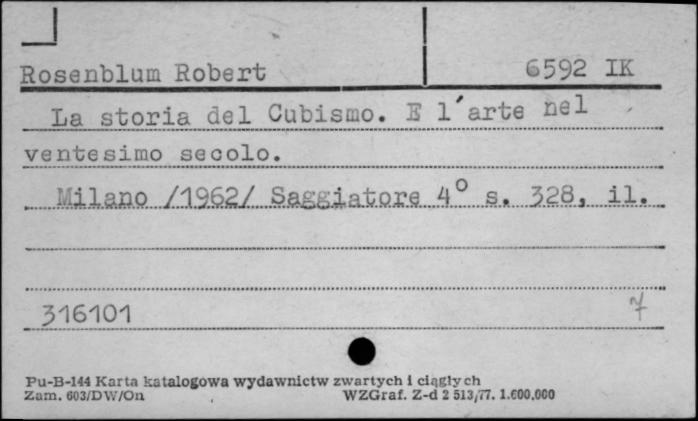 Rosenblum Robert 6592 IK
La storia del Cubismo. E l'arte nel
ventesimo secolo.
Milano /1962/ Saggiatore 4° s. 328, il.
316101 7
Pu-B-144 Karta katalogowa wydawnictw zwartych i ciągłych
Zam. 603/DW/On WZGraf. Z-d 2 513/77. 1.600.000